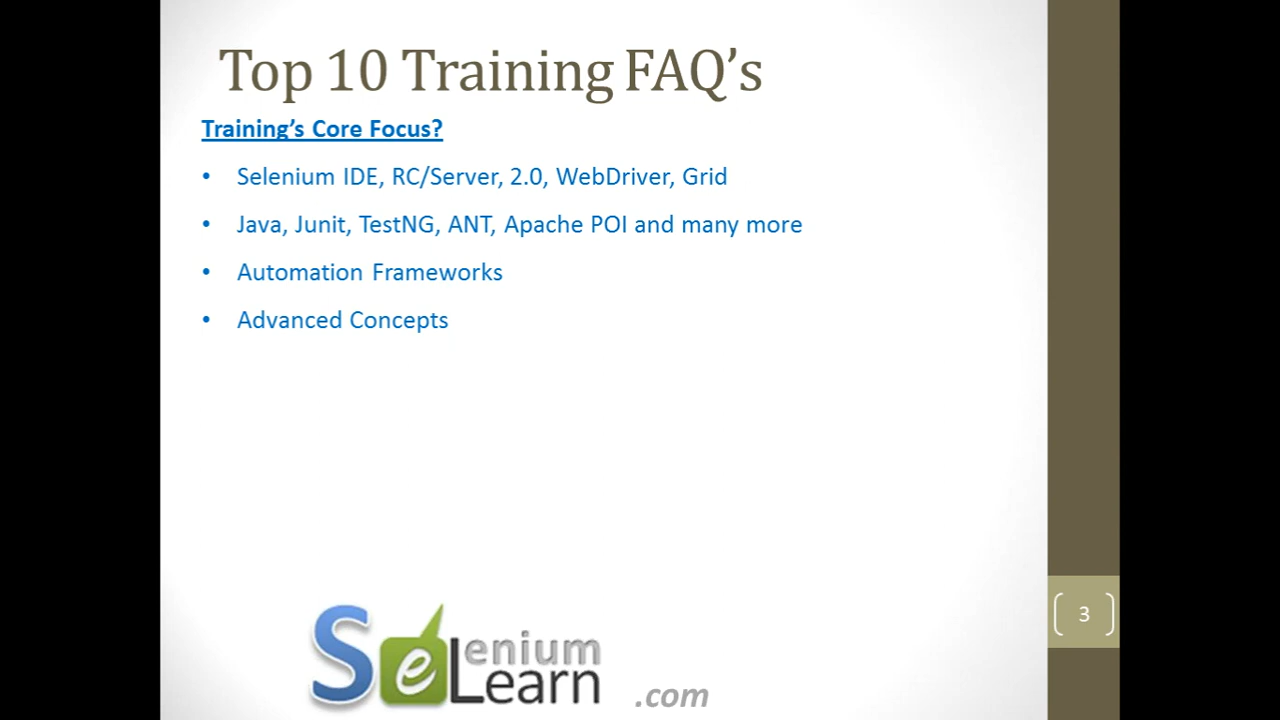 Top 10 Training FAQ’s
Training’s Core Focus?
• Selenium IDE, RC/Server, 2.0, WebDriver, Grid
• Java, Junit, TestNG, ANT, Apache POI and many more
• Automation Frameworks
• Advanced Concepts
3
Selenium
Learn
.com